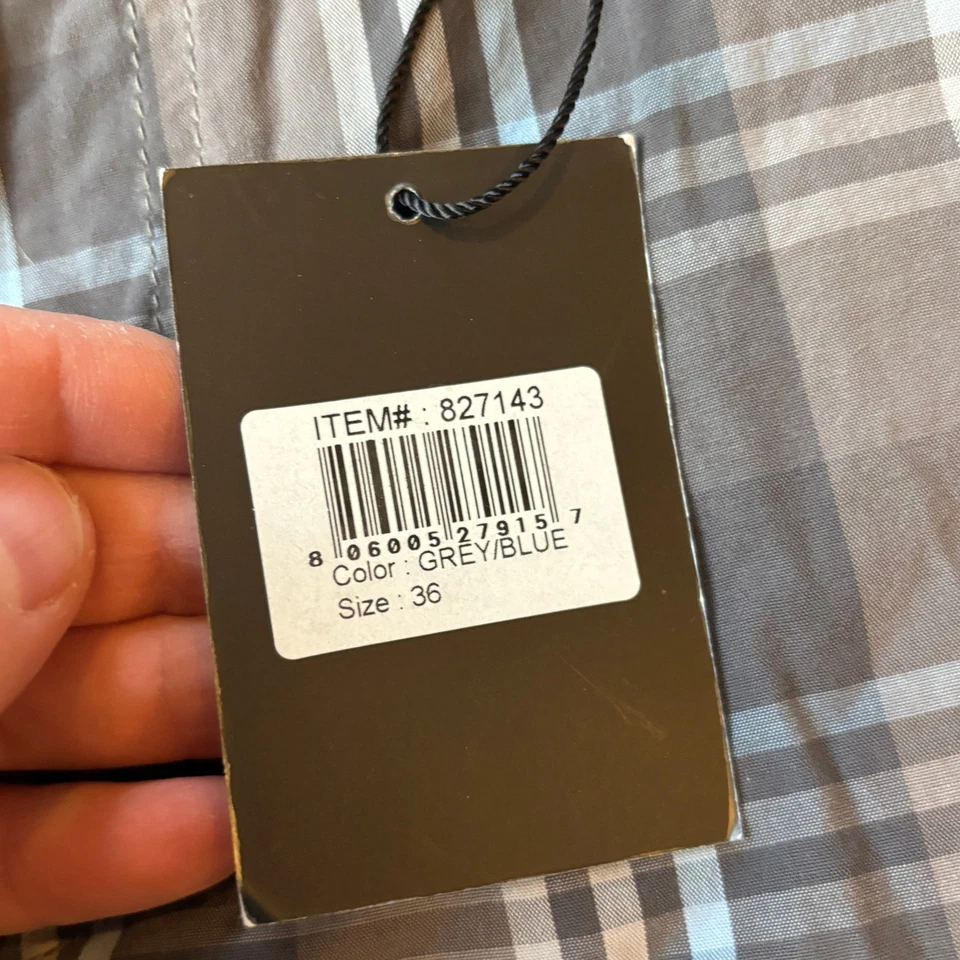 ITEM# : 827143
8 06005 27915 7
Color : GREY/BLUE
Size : 36